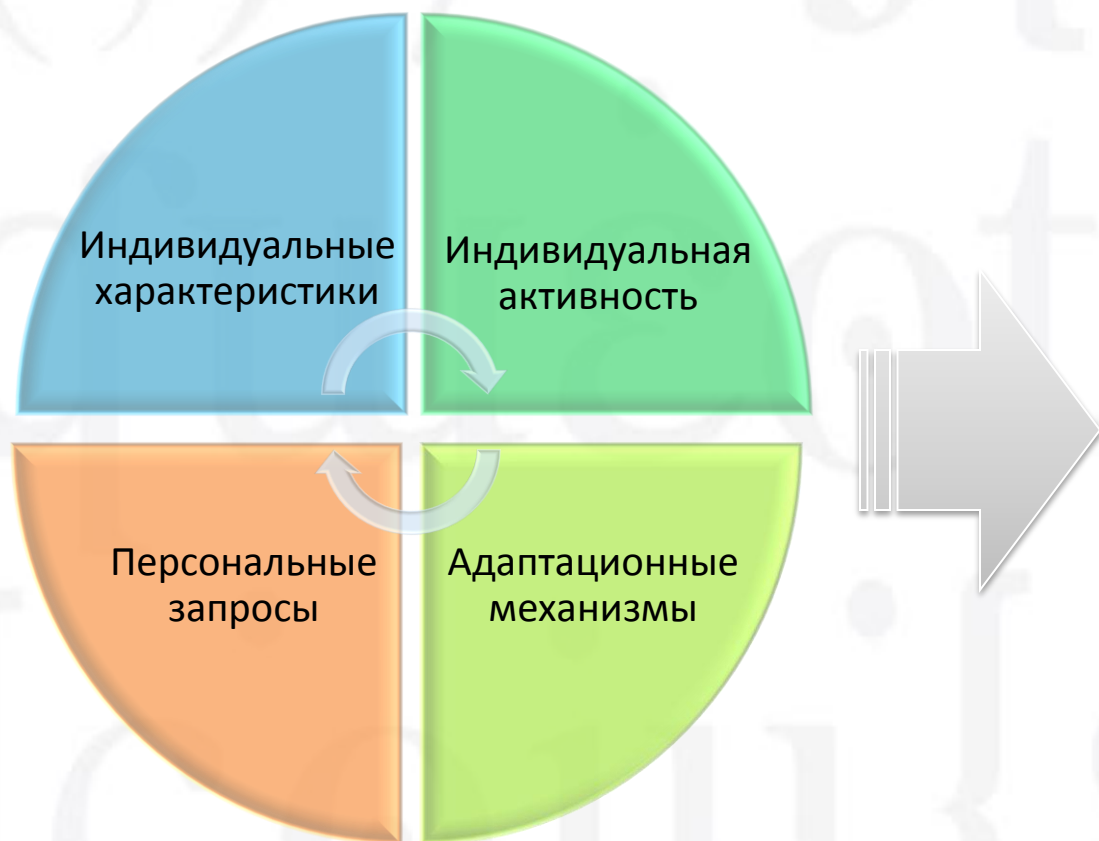 Индивидуальные
характеристики
Индивидуальная
активность
Персональные
запросы
Адаптационные
механизмы